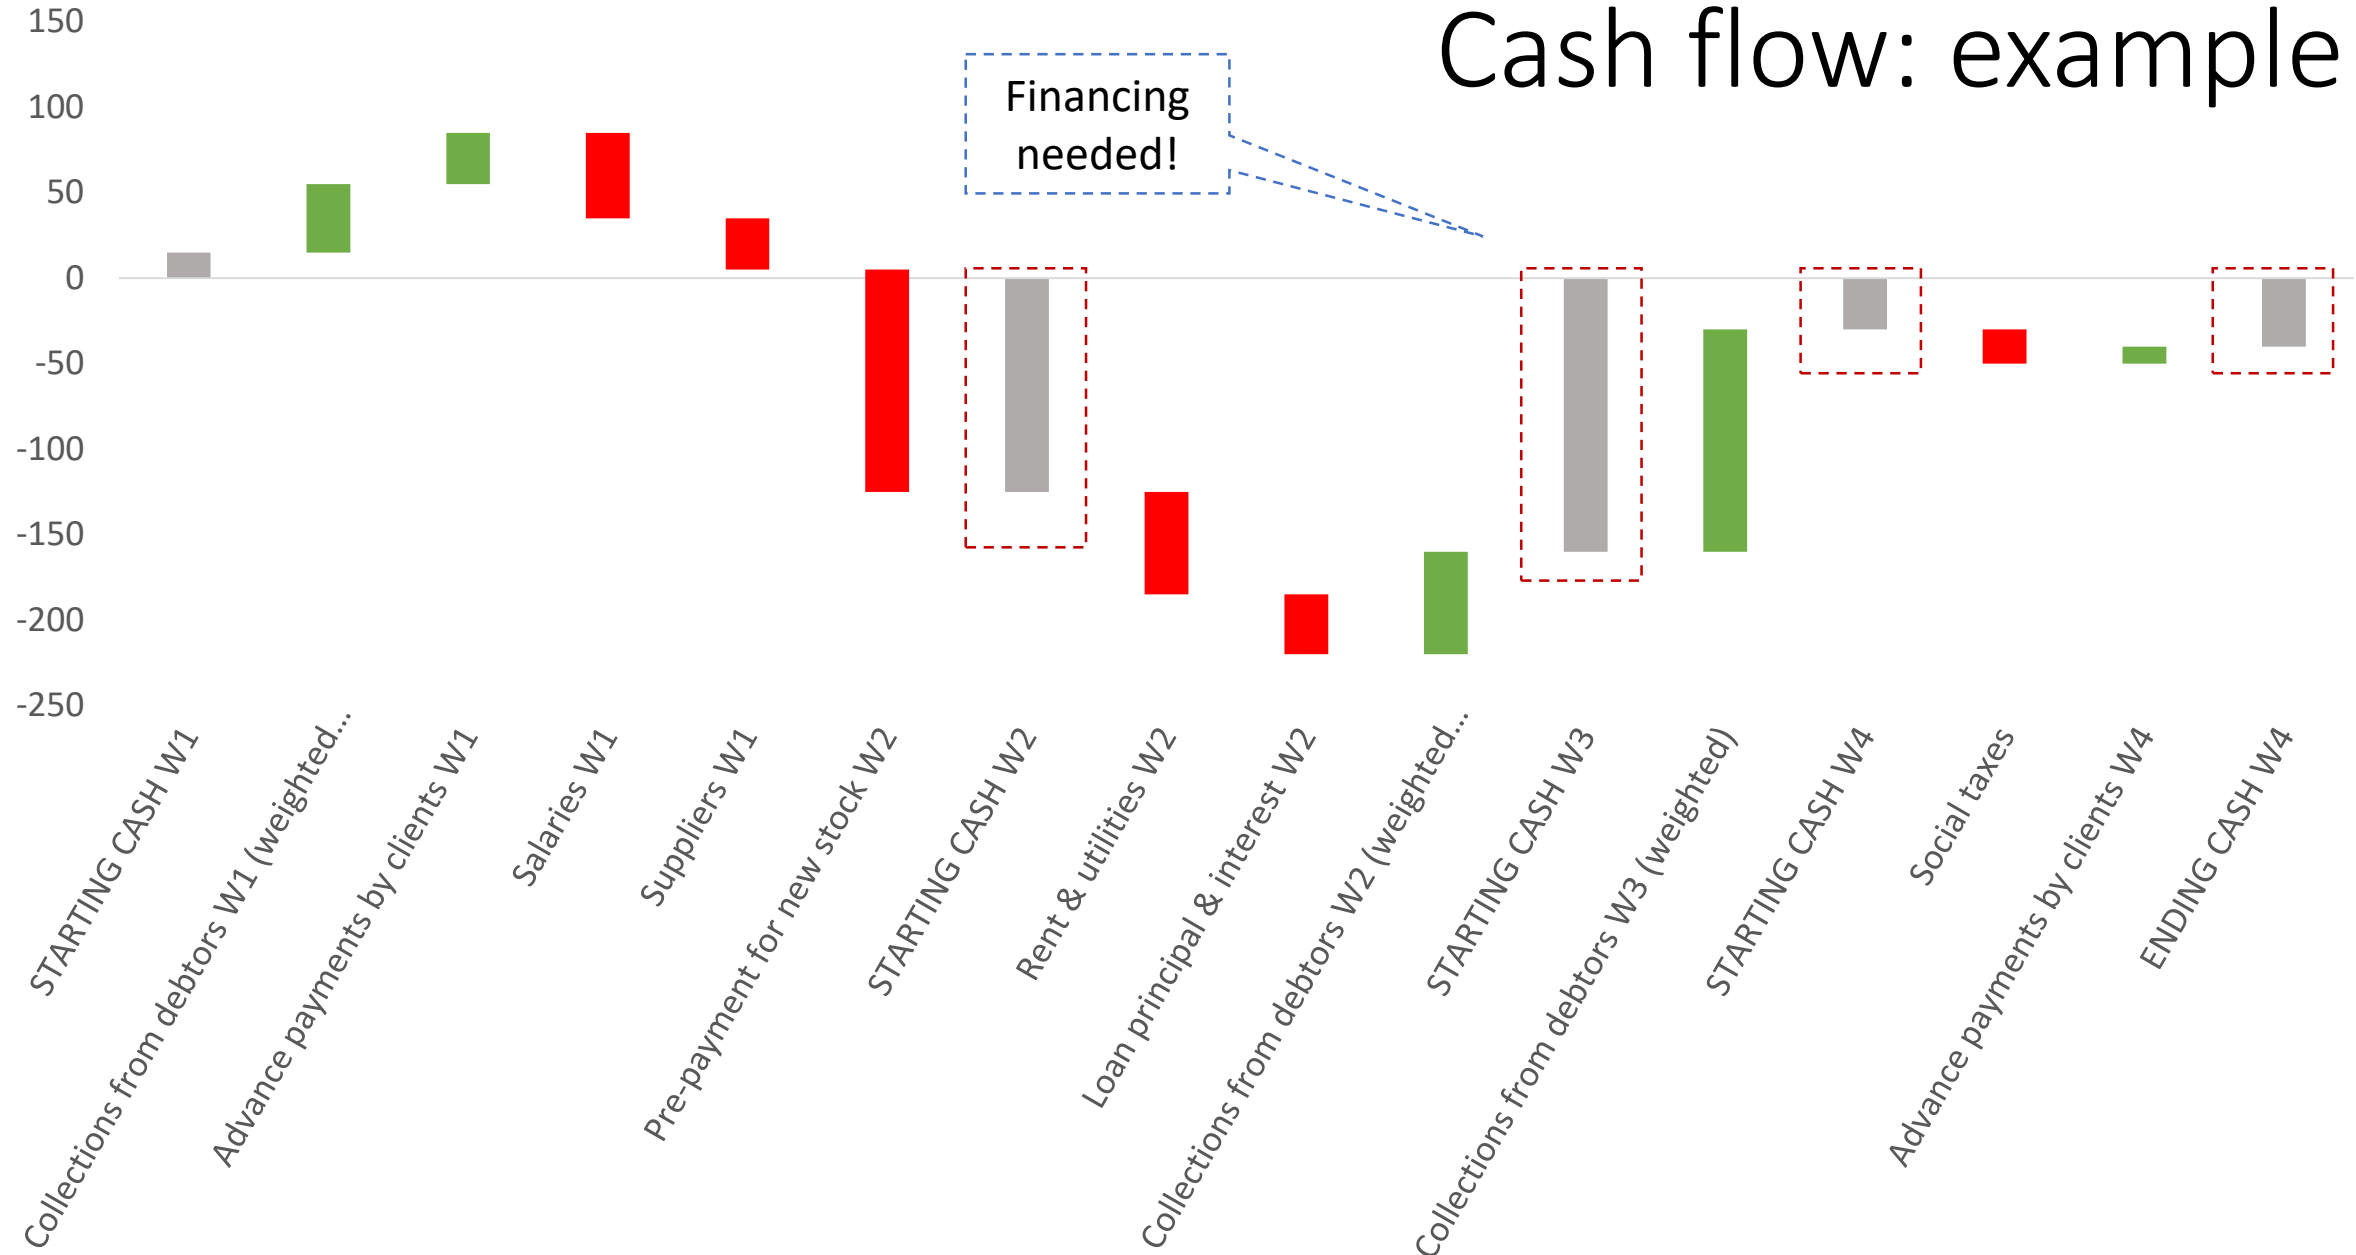 Cash flow: example
150
100
50
0
-50
-100
-150
-200
-250
Financing
needed!
STARTING CASH W1
Collections from debtors W1 (weighted…
Advance payments by clients W1
Salaries W1
Suppliers W1
Pre-payment for new stock W2
STARTING CASH W2
Rent & utilities W2
Loan principal & interest W2
Collections from debtors W2 (weighted…
STARTING CASH W3
Collections from debtors W3 (weighted)
STARTING CASH W4
Social taxes
Advance payments by clients W4
ENDING CASH W4